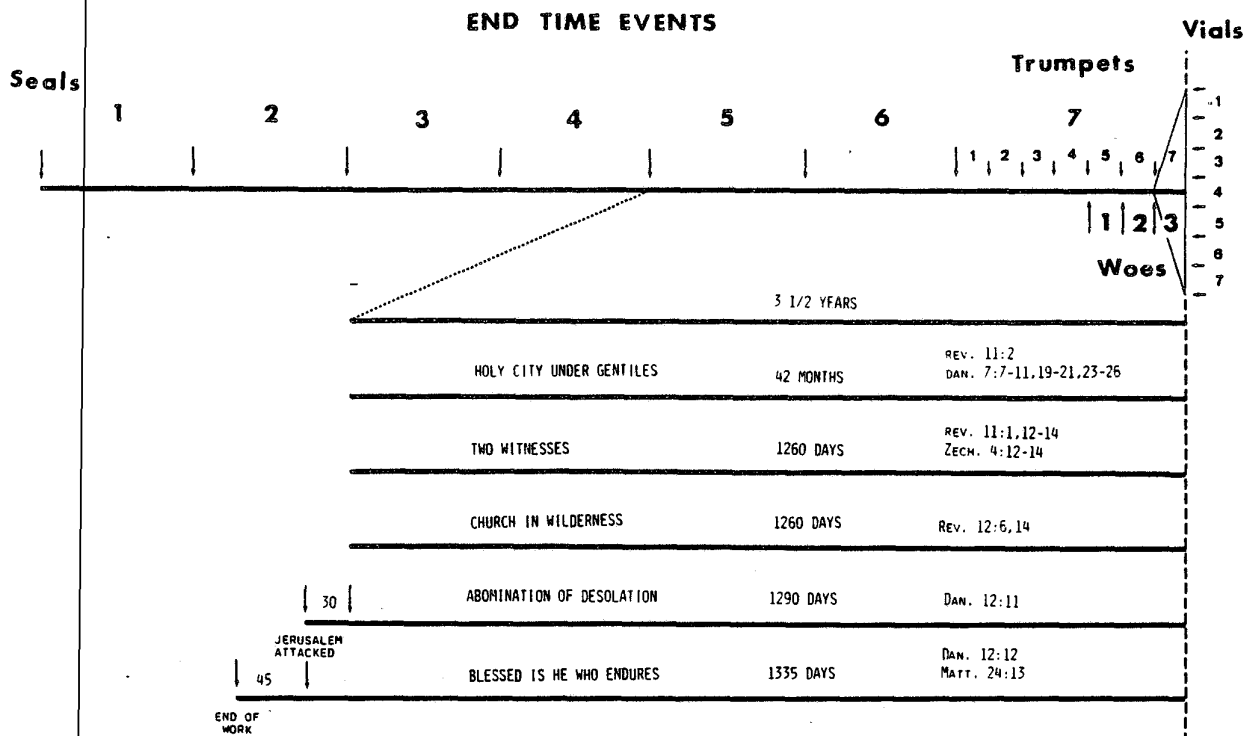 END TIME EVENTS
Vials
Trumpets
Seals
1 2 3 4 5 6 7
1 2 3 4 5 6 7
1
2
3
4
5
6
7
1 2 3
Woes
3 1/2 YEARS
HOLY CITY UNDER GENTILES 42 MONTHS
REV. 11:2
DAN. 7:7-11,19-21,23-26
TWO WITNESSES 1260 DAYS
REV. 11:1,12-14
ZECH. 4:12-14
CHURCH IN WILDERNESS 1260 DAYS REV. 12:6,14
30 ABOMINATION OF DESOLATION 1290 DAYS DAN. 12:11
JERUSALEM
ATTACKED
45 BLESSED IS HE WHO ENDURES 1335 DAYS
DAN. 12:12
MATT. 24:13
END OF
WORK